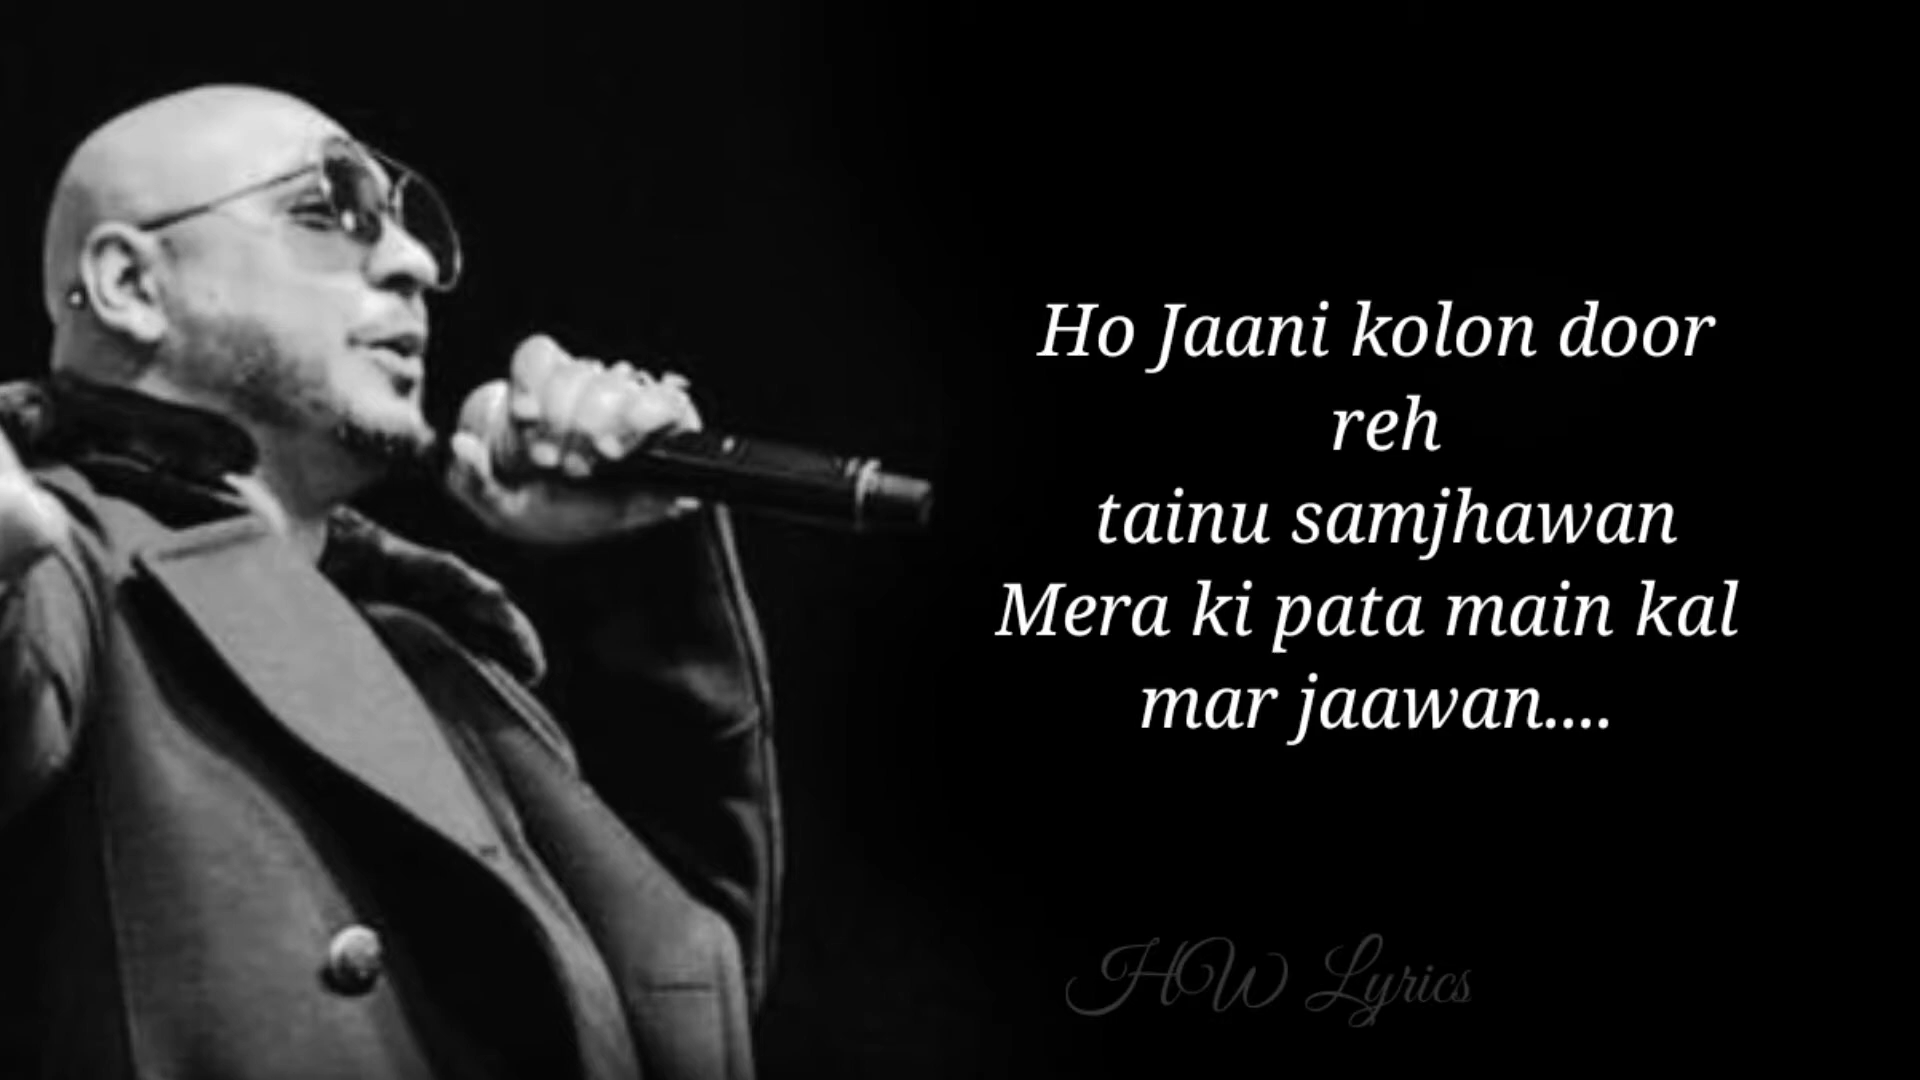 Ho Jaani kolon door
reh
tainu samjhawan
Mera ki pata main kal
mar jaawan....
HW Lyrics